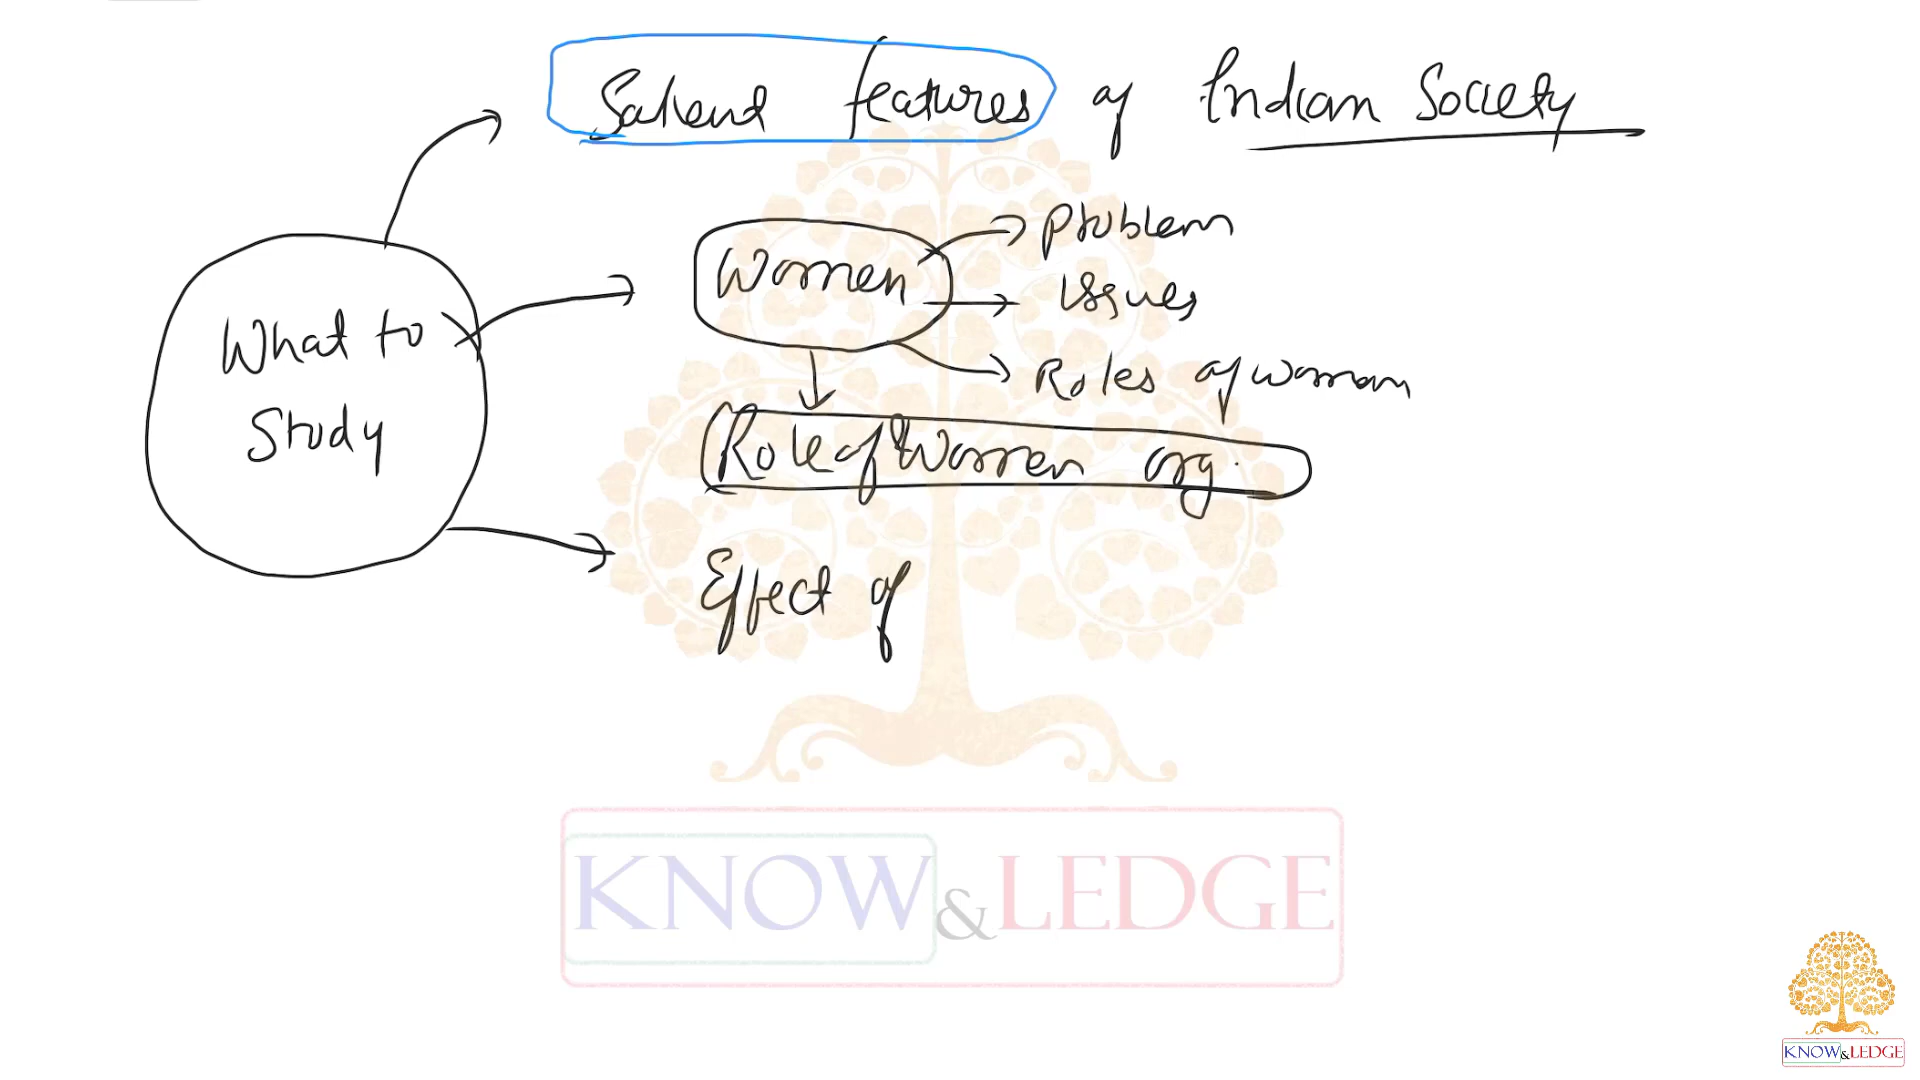 Salient features of Indian Society
What to
Study
Women
Problem
Issues
Roles of woman
Role of Women org.
Effect of
KNOW&LEDGE
KNOW&LEDGE